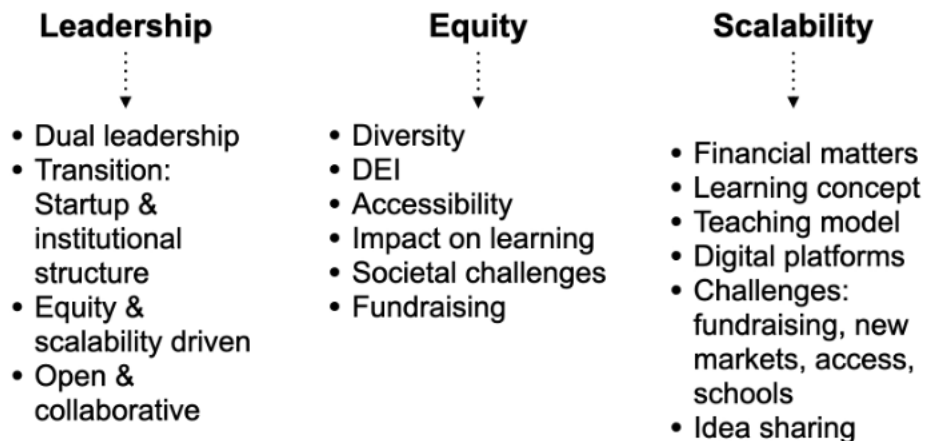 Leadership
• Dual leadership
• Transition:
Startup &
institutional
structure
• Equity &
scalability driven
• Open &
collaborative
Equity
• Diversity
• DEI
• Accessibility
• Impact on learning
• Societal challenges
• Fundraising
Scalability
• Financial matters
• Learning concept
• Teaching model
• Digital platforms
• Challenges:
fundraising, new
markets, access,
schools
• Idea sharing